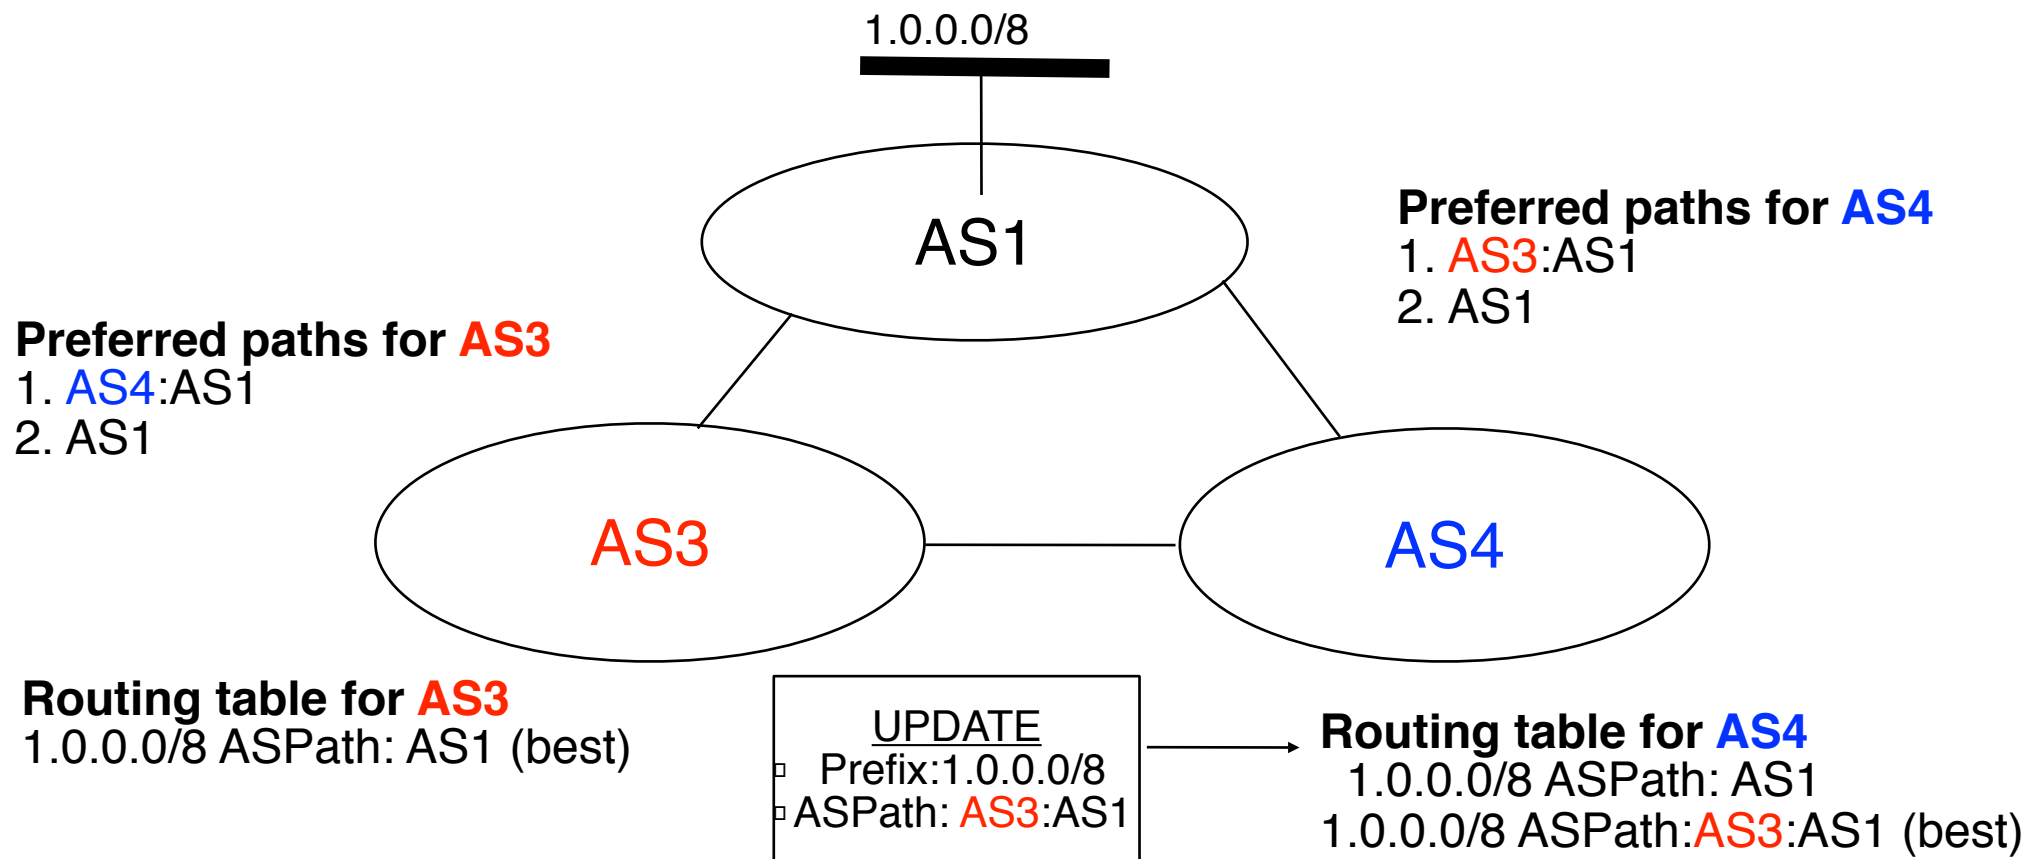 1.0.0.0/8
AS1
Preferred paths for AS4
1. AS3:AS1
2. AS1
Preferred paths for AS3
1. AS4:AS1
2. AS1
AS3
AS4
Routing table for AS3
1.0.0.0/8 ASPath: AS1 (best)
UPDATE
Prefix:1.0.0.0/8
ASPath: AS3:AS1
Routing table for AS4
1.0.0.0/8 ASPath: AS1
1.0.0.0/8 ASPath:AS3:AS1 (best)